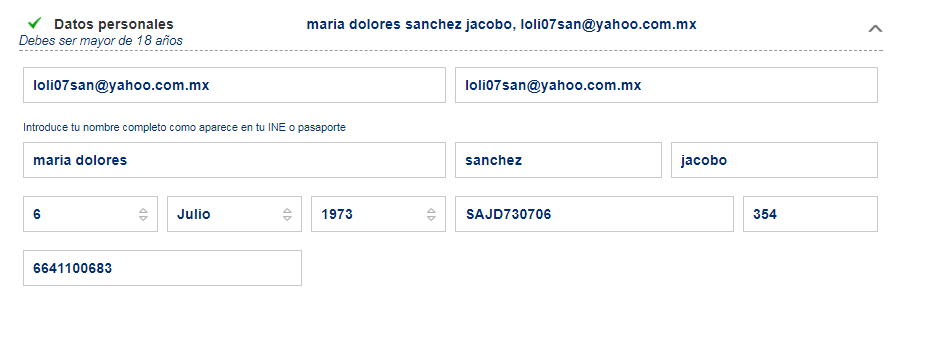 Datos personales maria dolores sanchez jacobo, loli07san@yahoo.com.mx
Debes ser mayor de 18 años
loli07san@yahoo.com.mx loli07san@yahoo.com.mx
Introduce tu nombre completo como aparece en tu INE o pasaporte
maria dolores sanchez jacobo
6 Julio 1973 SAJD730706 354
6641100683